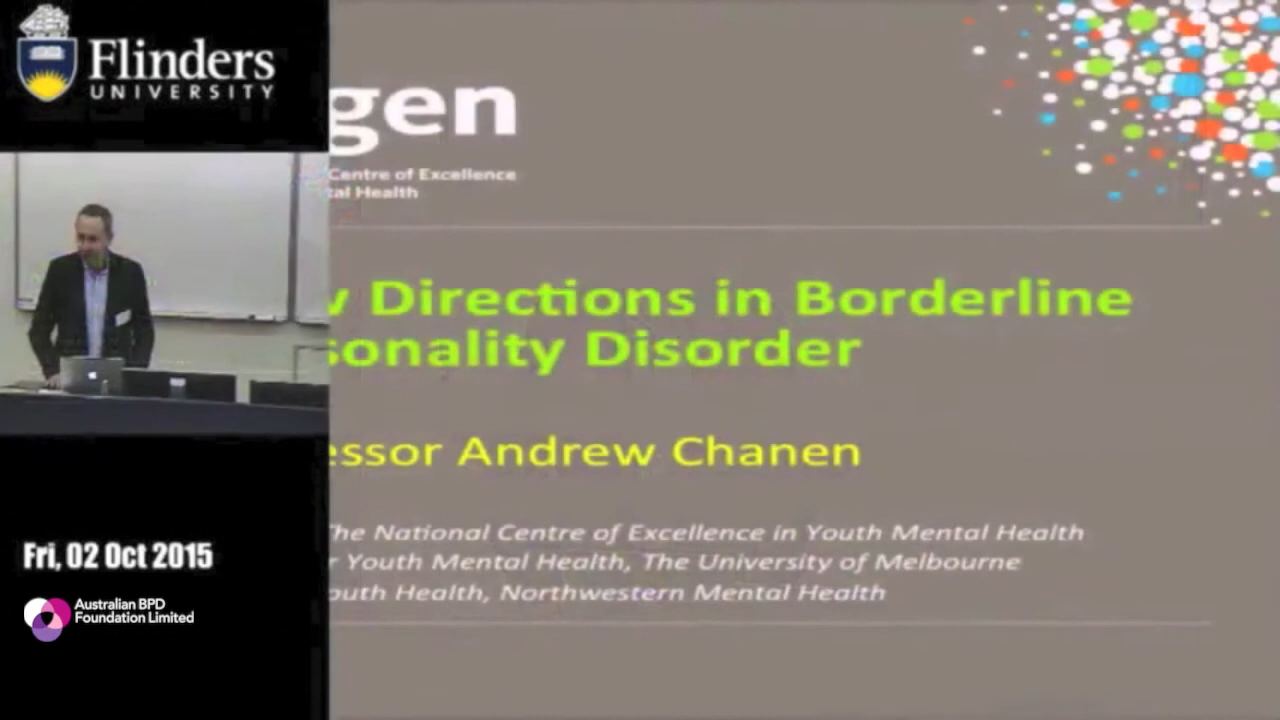 Flinders
UNIVERSITY
gen
Centre of Excellence
tal Health
Directions in Borderline
sonality Disorder
essor Andrew Chanen
The National Centre of Excellence in Youth Mental Health
r Youth Mental Health, The University of Melbourne
outh Health, Northwestern Mental Health
Fri, 02 Oct 2015
Australian BPD
Foundation Limited